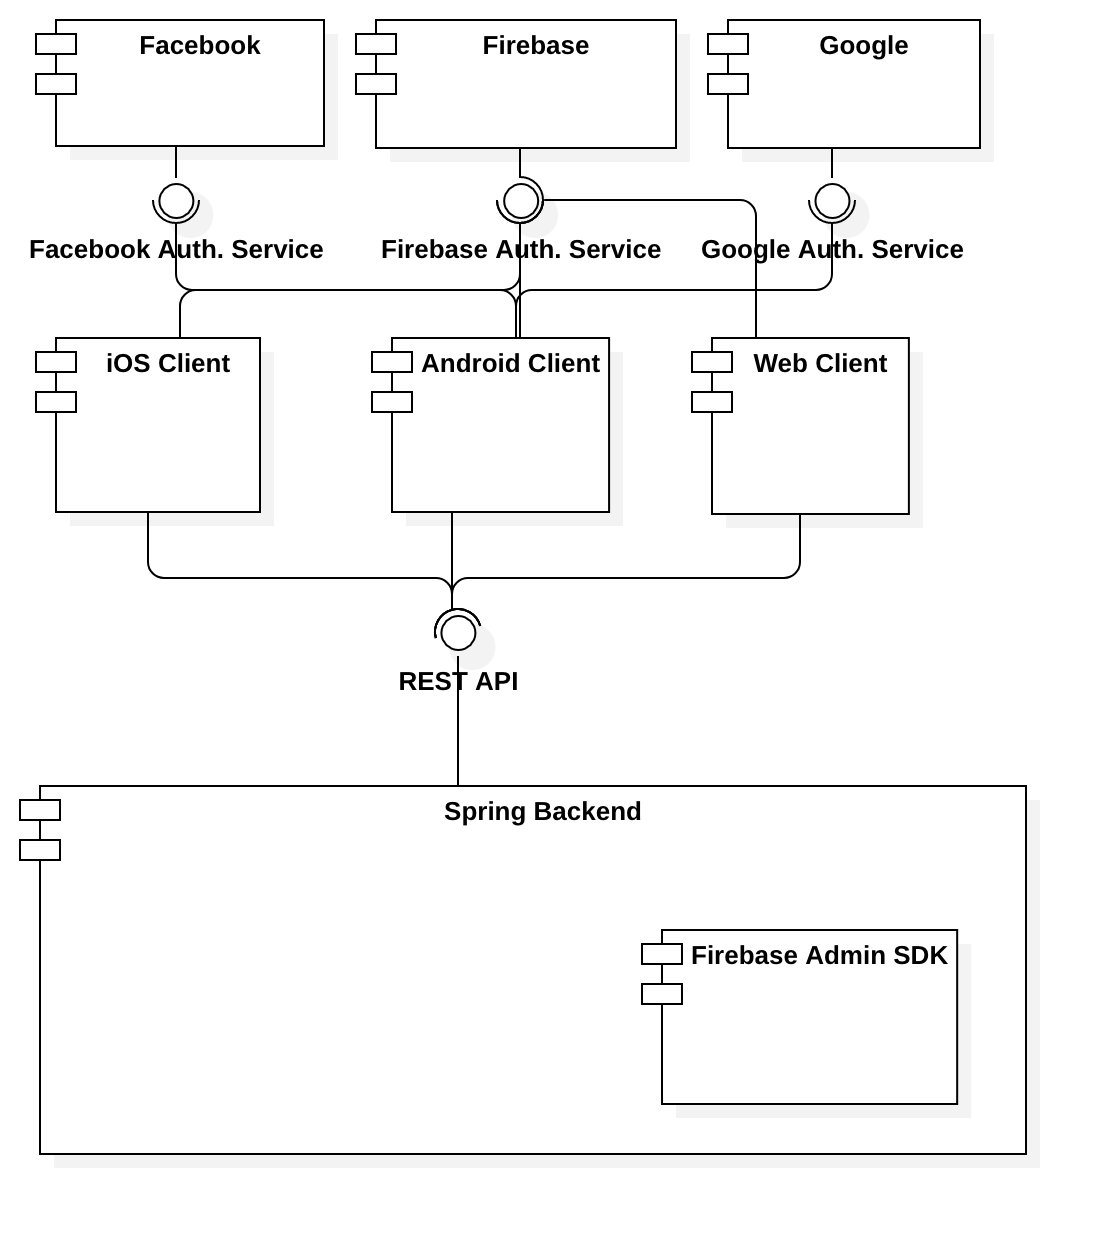 Facebook
Firebase
Google
Facebook Auth. Service
Firebase Auth. Service
Google Auth. Service
iOS Client
Android Client
Web Client
REST API
Spring Backend
Firebase Admin SDK